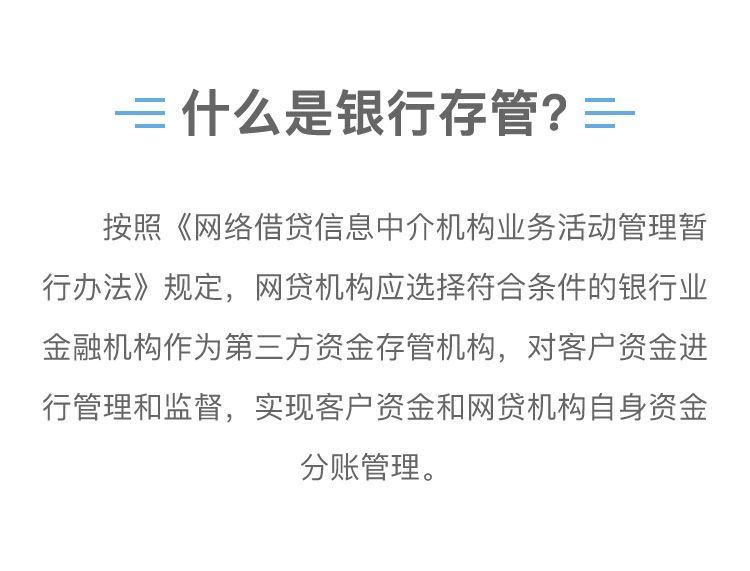 什么是银行存管？
按照《网络借贷信息中介机构业务活动管理暂
行办法》规定，网贷机构应选择符合条件的银行业
金融机构作为第三方资金存管机构，对客户资金进
行管理和监督，实现客户资金和网贷机构自身资金
分账管理。